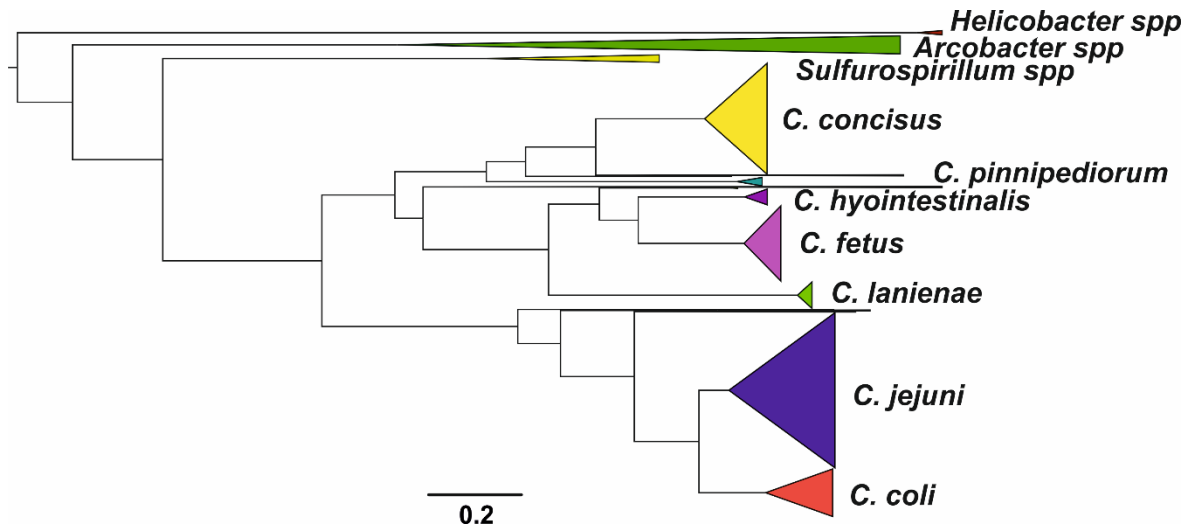 Helicobacter spp
Arcobacter spp
Sulfurospirillum spp
C. concisus
C. pinnipediorum
C. hyointestinalis
C. fetus
C. lanienae
C. jejuni
C. coli
0.2